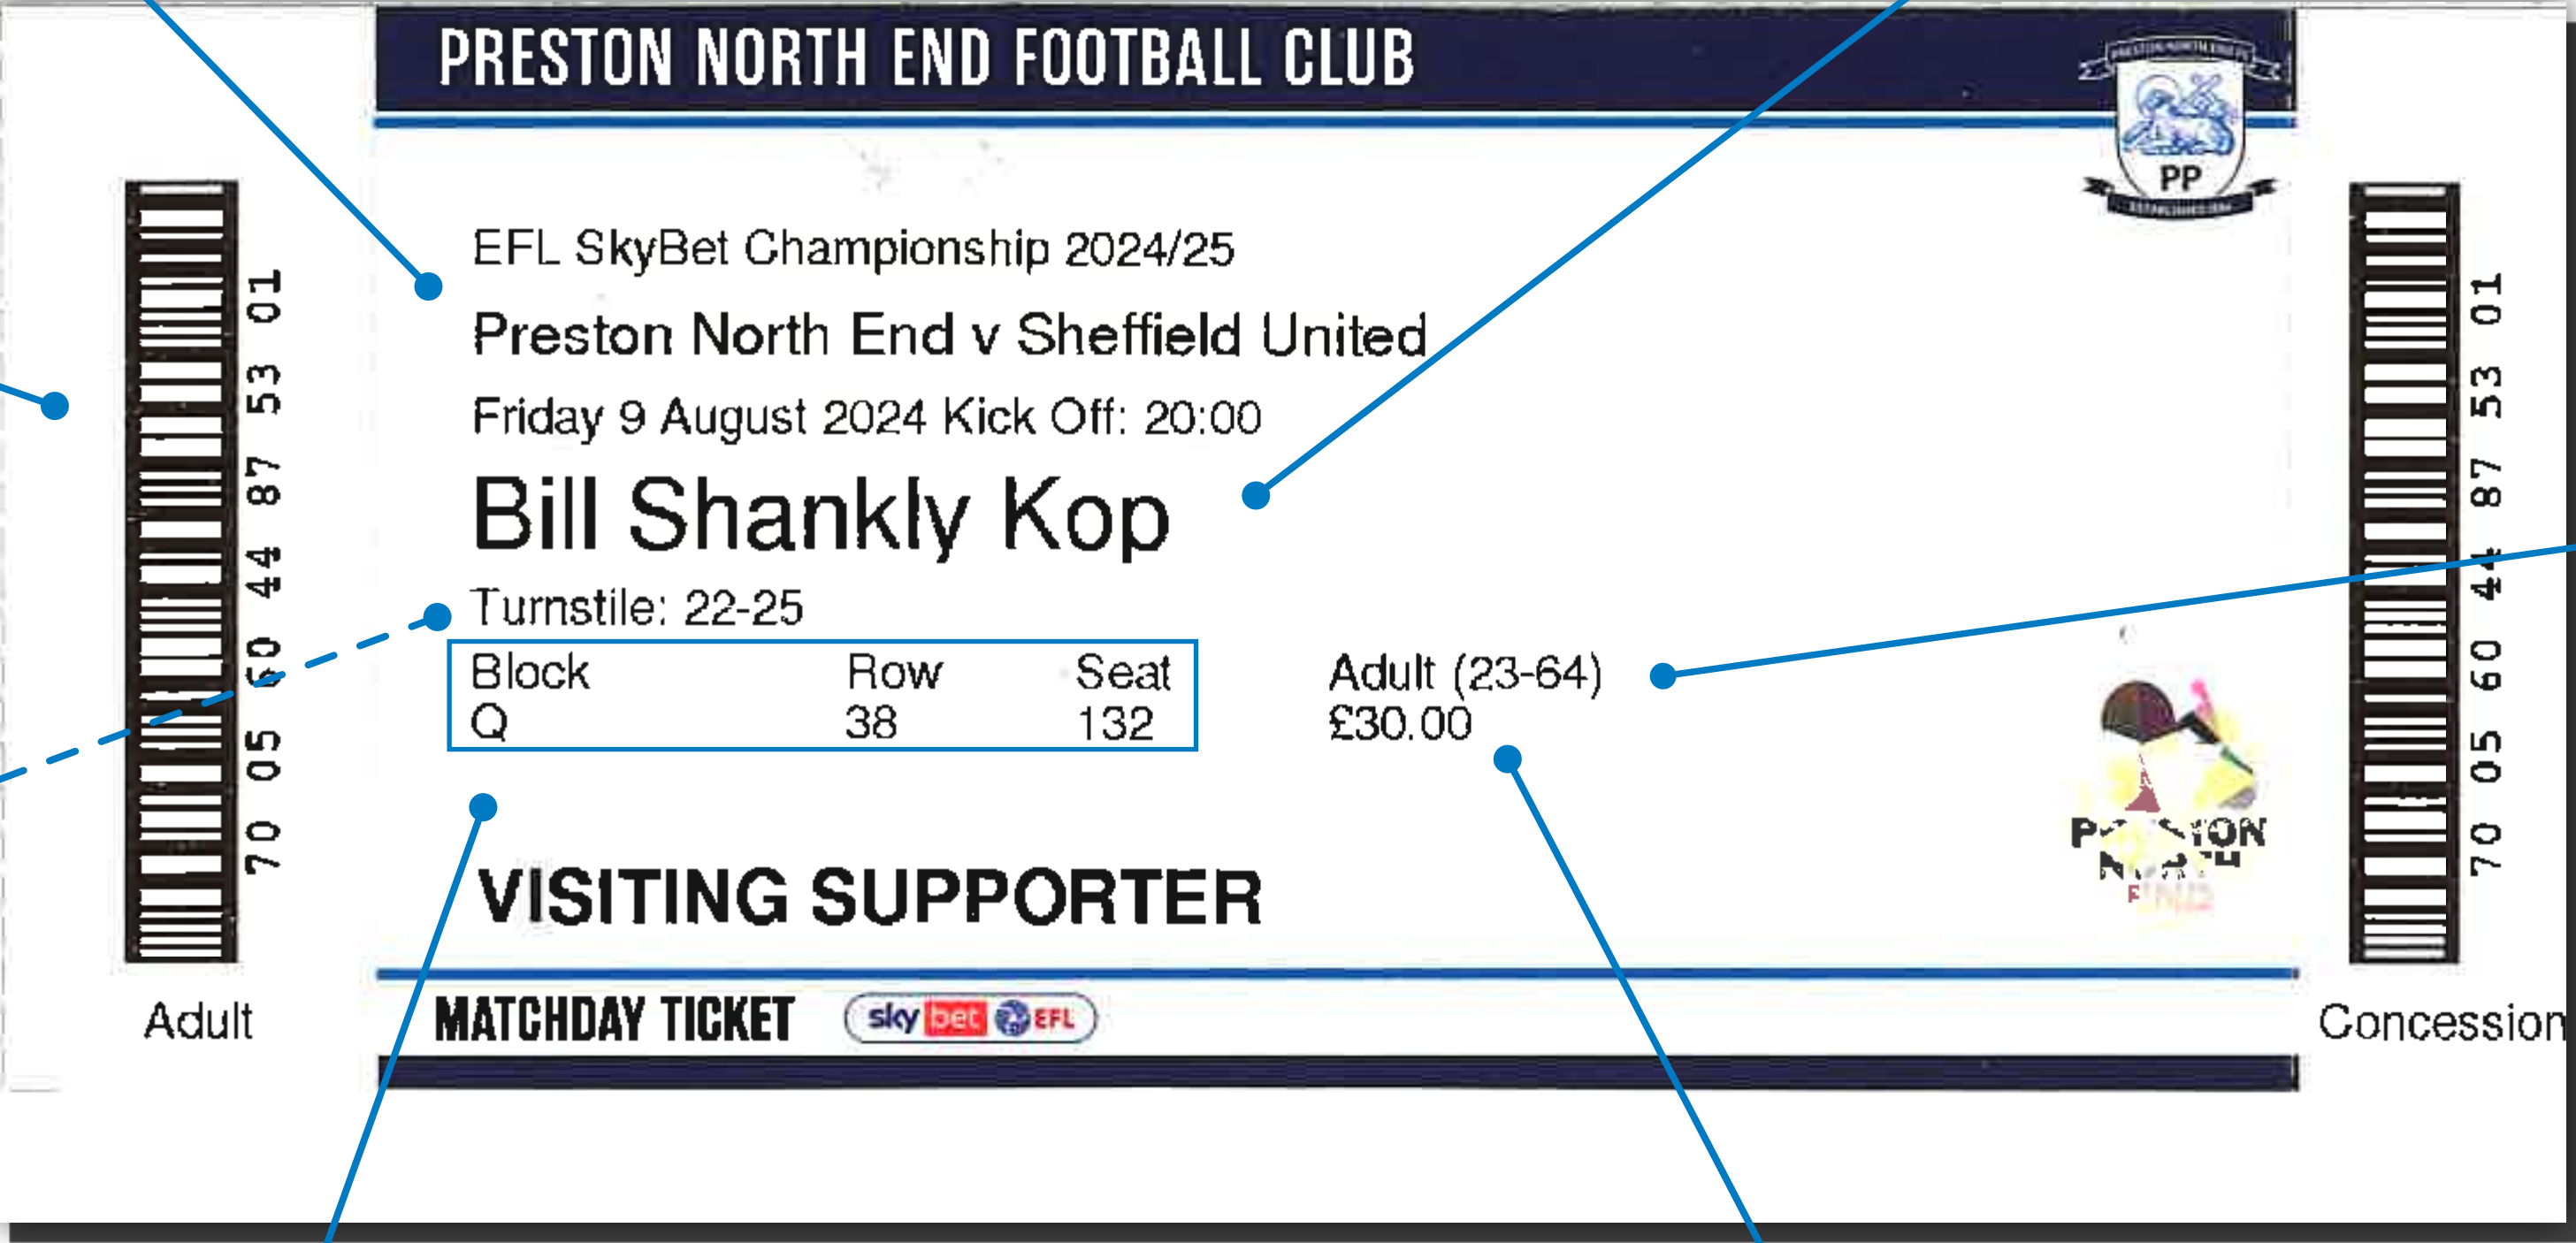 PRESTON NORTH END FOOTBALL CLUB
PP
EFL SkyBet Championship 2024/25
Preston North End v Sheffield United
Friday 9 August 2024 Kick Off: 20:00
Bill Shankly Kop
Turnstile: 22-25
Block Row Seat Adult (23-64)
Q 38 132 £30.00
VISITING SUPPORTER
MATCHDAY TICKET sky bet EFL
70 05 60 44 87 53 01
Adult
70 05 60 44 87 53 01
Concession